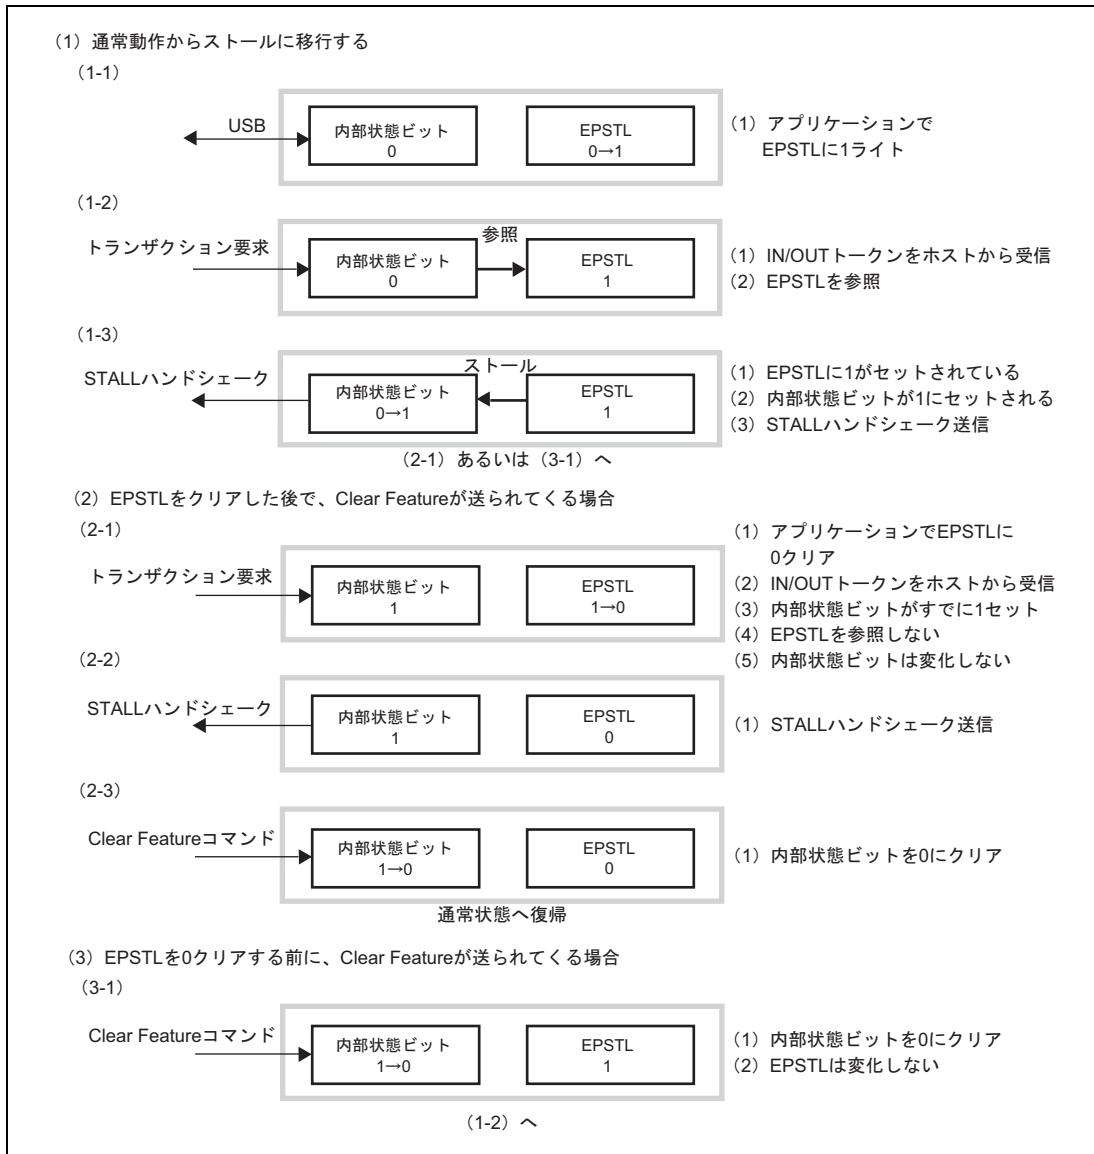 （1）通常動作からストールに移行する
（1-1）
USB
内部状態ビット
0
EPSTL
0→1
（1）アプリケーションで
EPSTLに1ライト
（1-2）
トランザクション要求
内部状態ビット
0
参照
EPSTL
1
（1）IN/OUTトークンをホストから受信
（2）EPSTLを参照
（1-3）
STALLハンドシェーク
内部状態ビット
0→1
ストール
EPSTL
1
（1）EPSTLに1がセットされている
（2）内部状態ビットが1にセットされる
（3）STALLハンドシェーク送信
（2-1）あるいは（3-1）へ
（2）EPSTLをクリアした後で、Clear Featureが送られてくる場合
（2-1）
トランザクション要求
内部状態ビット
1
EPSTL
1→0
（1）アプリケーションでEPSTLに
0クリア
（2）IN/OUTトークンをホストから受信
（3）内部状態ビットがすでに1セット
（4）EPSTLを参照しない
（5）内部状態ビットは変化しない
（2-2）
STALLハンドシェーク
内部状態ビット
1
EPSTL
0
（1）STALLハンドシェーク送信
（2-3）
Clear Featureコマンド
内部状態ビット
1→0
EPSTL
0
（1）内部状態ビットを0にクリア
通常状態へ復帰
（3）EPSTLを0クリアする前に、Clear Featureが送られてくる場合
（3-1）
Clear Featureコマンド
内部状態ビット
1→0
EPSTL
1
（1）内部状態ビットを0にクリア
（2）EPSTLは変化しない
（1-2）へ